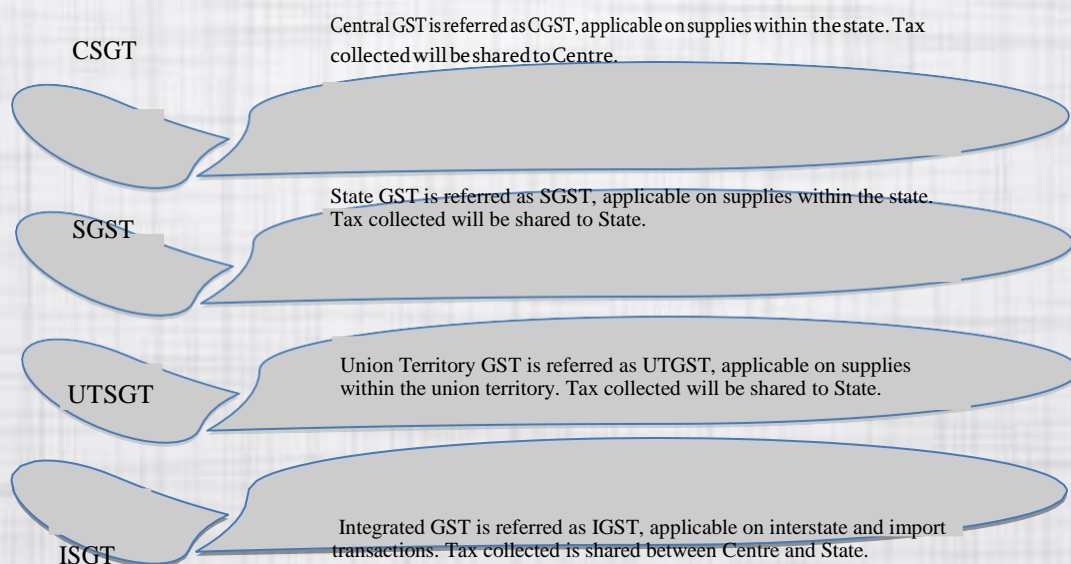 CSGT
Central GST is referred as CGST, applicable on supplies within the state. Tax
collected will be shared to Centre.
SGST
State GST is referred as SGST, applicable on supplies within the state.
Tax collected will be shared to State.
UTSGT
Union Territory GST is referred as UTGST, applicable on supplies
within the union territory. Tax collected will be shared to State.
ISGT
Integrated GST is referred as IGST, applicable on interstate and import
transactions. Tax collected is shared between Centre and State.